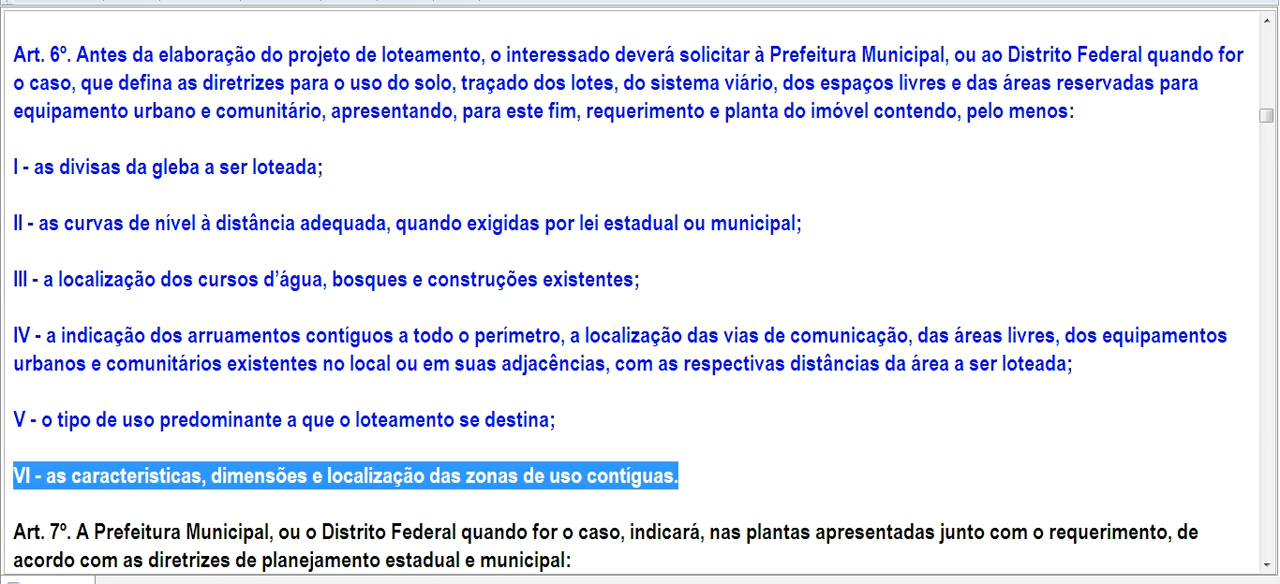 Art. 6º. Antes da elaboração do projeto de loteamento, o interessado deverá solicitar à Prefeitura Municipal, ou ao Distrito Federal quando for
o caso, que defina as diretrizes para o uso do solo, traçado dos lotes, do sistema viário, dos espaços livres e das áreas reservadas para
equipamento urbano e comunitário, apresentando, para este fim, requerimento e planta do imóvel contendo, pelo menos:
I - as divisas da gleba a ser loteada;
II - as curvas de nível à distância adequada, quando exigidas por lei estadual ou municipal;
III - a localização dos cursos d’água, bosques e construções existentes;
IV - a indicação dos arruamentos contíguos a todo o perímetro, a localização das vias de comunicação, das áreas livres, dos equipamentos
urbanos e comunitários existentes no local ou em suas adjacências, com as respectivas distâncias da área a ser loteada;
V - o tipo de uso predominante a que o loteamento se destina;
VI - as características, dimensões e localização das zonas de uso contíguas.
Art. 7º. A Prefeitura Municipal, ou o Distrito Federal quando for o caso, indicará, nas plantas apresentadas junto com o requerimento, de
acordo com as diretrizes de planejamento estadual e municipal: